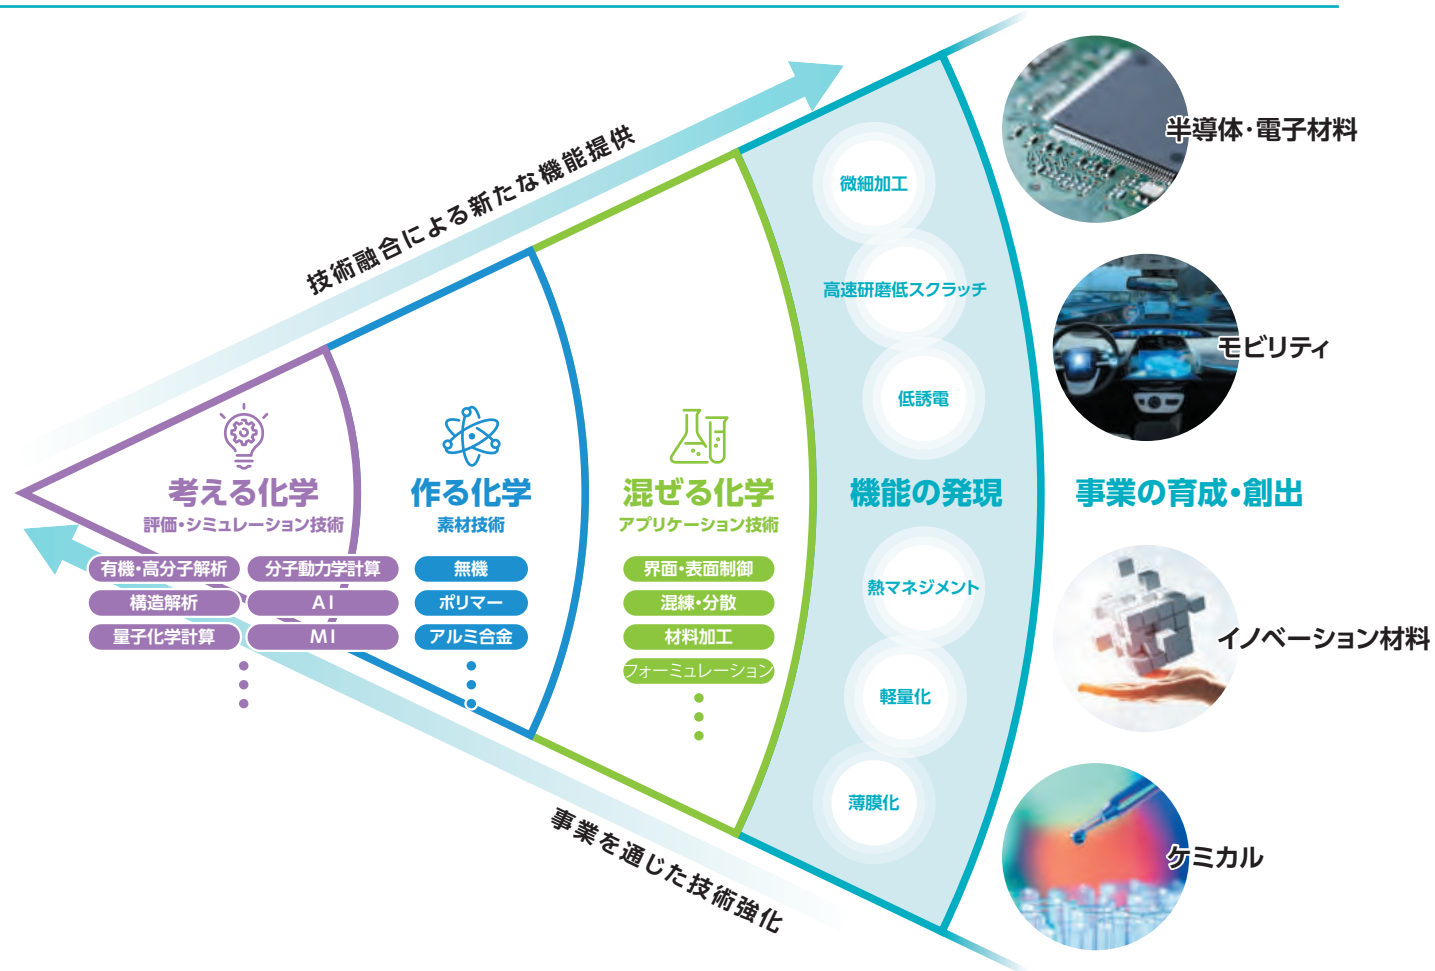 技術融合による新たな機能提供
考える化学
評価・シミュレーション技術
有機・高分子解析
分子動力学計算
構造解析
AI
量子化学計算
MI
作る化学
素材技術
無機
ポリマー
アルミ合金
混ぜる化学
アプリケーション技術
界面・表面制御
混練・分散
材料加工
フォーミュレーション
微細加工
高速研磨低スクラッチ
低誘電
機能の発現
熱マネジメント
軽量化
薄膜化
事業の育成・創出
半導体・電子材料
モビリティ
イノベーション材料
ケミカル
事業を通じた技術強化